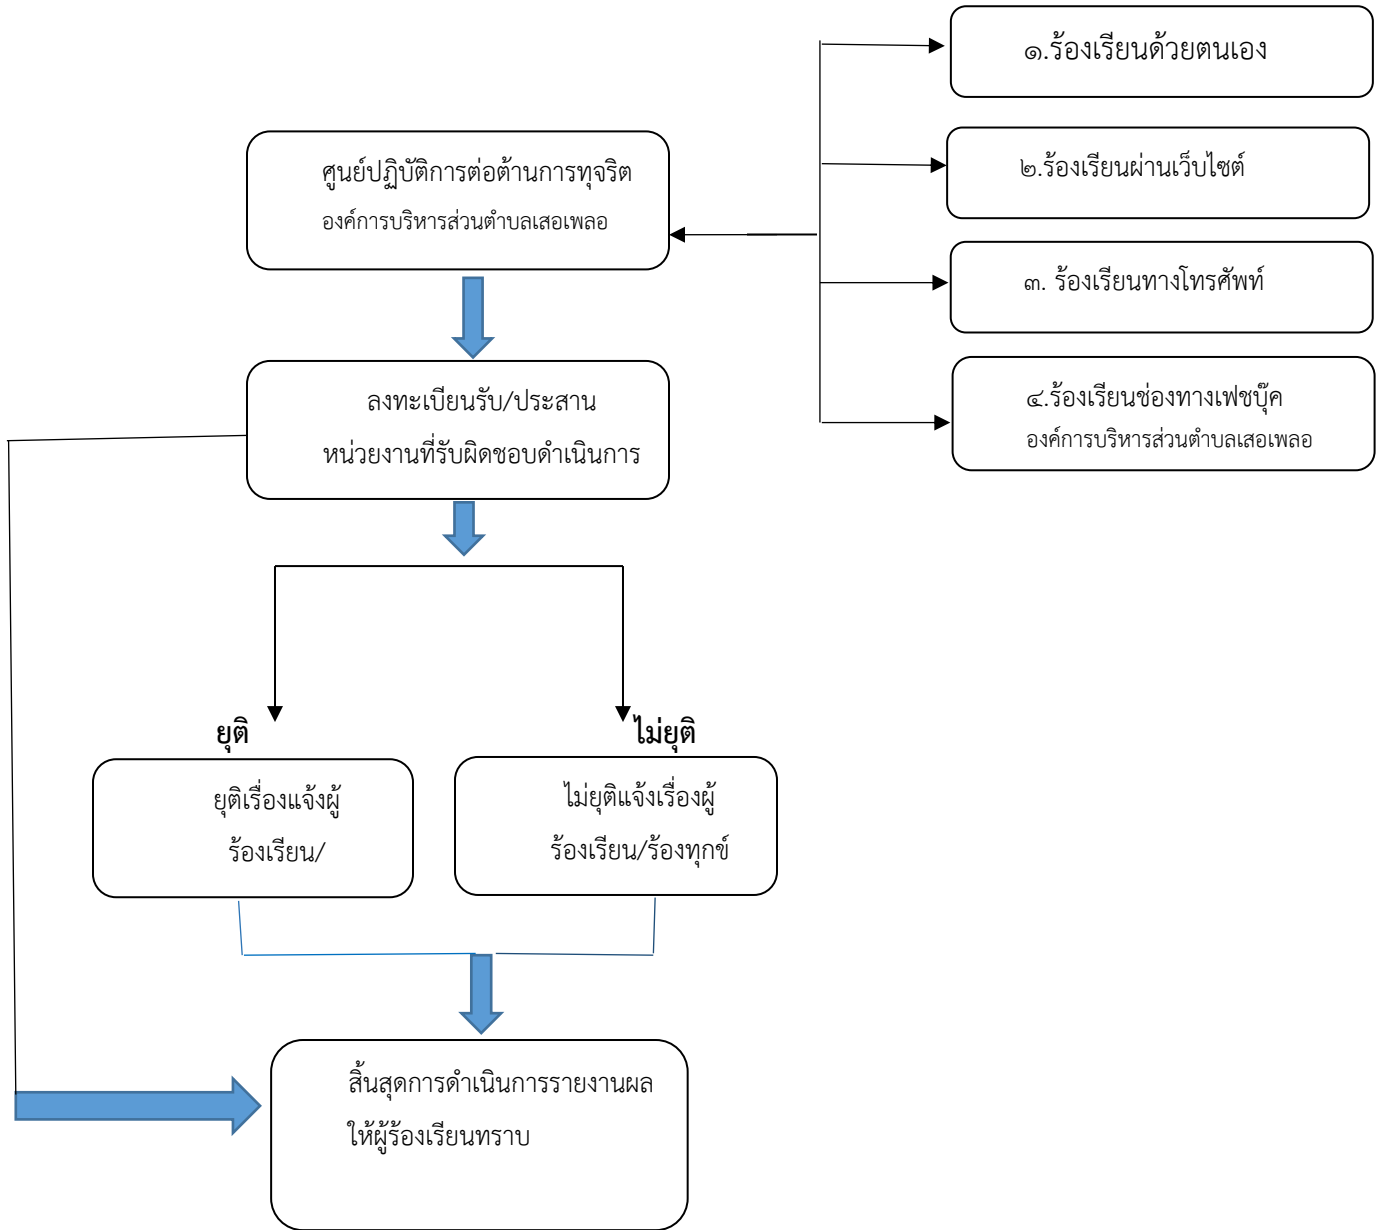 ๑.ร้องเรียนด้วยตนเอง
ศูนย์ปฏิบัติการต่อต้านการทุจริต
องค์การบริหารส่วนตำบลเสอเพลอ
๒.ร้องเรียนผ่านเว็บไซต์
๓. ร้องเรียนทางโทรศัพท์
๔.ร้องเรียนช่องทางเฟชบุ๊ค
องค์การบริหารส่วนตำบลเสอเพลอ
ลงทะเบียนรับ/ประสาน
หน่วยงานที่รับผิดชอบดำเนินการ
ยุติ
ไม่ยุติ
ยุติเรื่องแจ้งผู้
ร้องเรียน/
ไม่ยุติแจ้งเรื่องผู้
ร้องเรียน/ร้องทุกข์
สิ้นสุดการดำเนินการรายงานผล
ให้ผู้ร้องเรียนทราบ